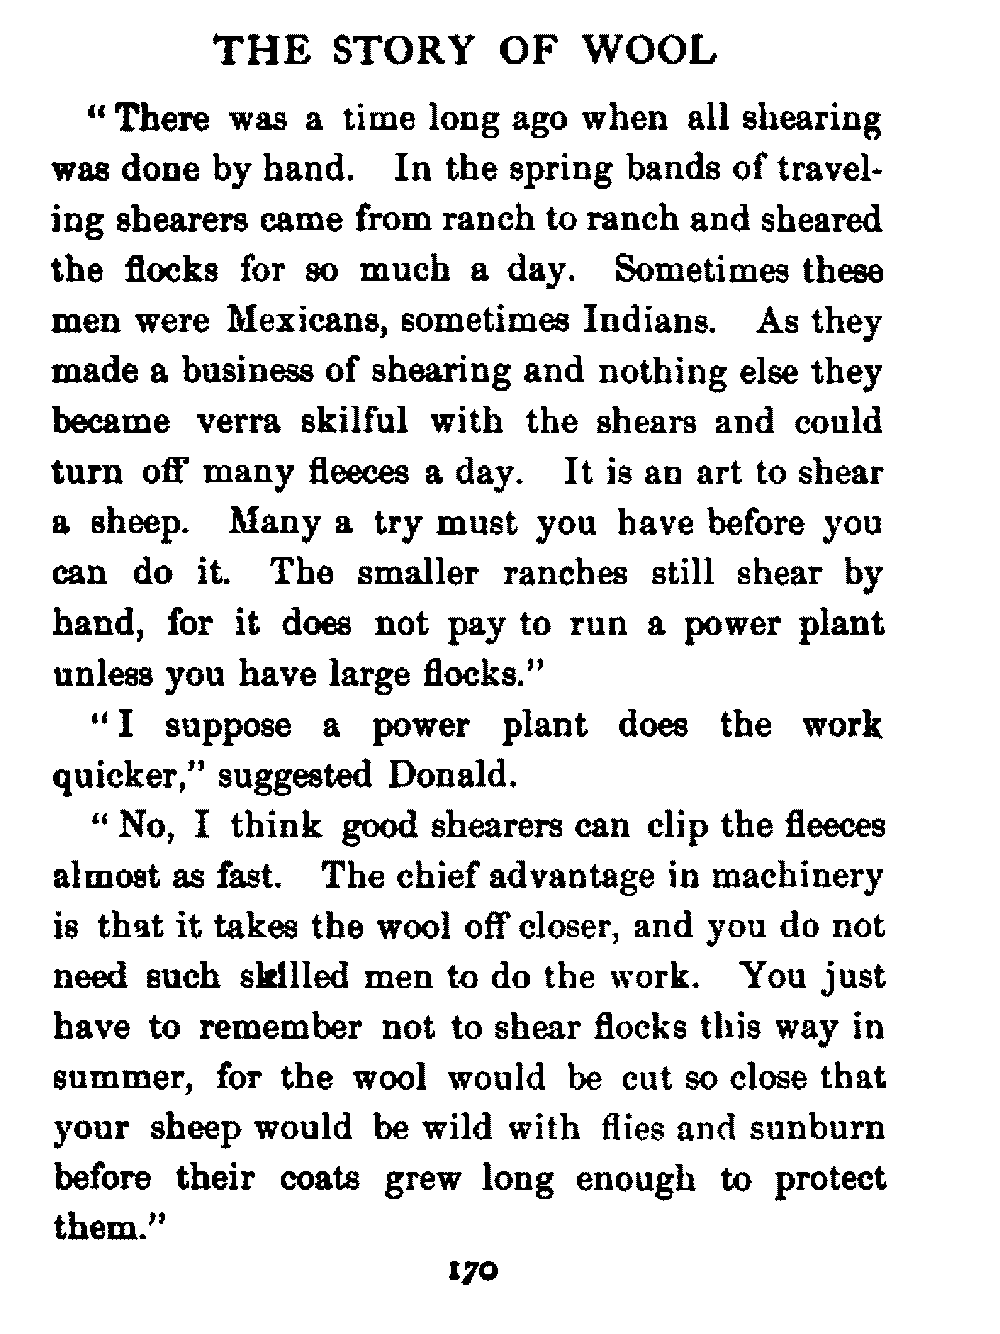 THE STORY OF WOOL
"There was a time long ago when all shearing
was done by hand. In the spring bands of travel-
ing shearers came from ranch to ranch and sheared
the flocks for so much a day. Sometimes these
men were Mexicans, sometimes Indians. As they
made a business of shearing and nothing else they
became verra skilful with the shears and could
turn off many fleeces a day. It is an art to shear
a sheep. Many a try must you have before you
can do it. The smaller ranches still shear by
hand, for it does not pay to run a power plant
unless you have large flocks."
"I suppose a power plant does the work
quicker," suggested Donald.
"No, I think good shearers can clip the fleeces
almost as fast. The chief advantage in machinery
is that it takes the wool off closer, and you do not
need such skilled men to do the work. You just
have to remember not to shear flocks this way in
summer, for the wool would be cut so close that
your sheep would be wild with flies and sunburn
before their coats grew long enough to protect
them."
170